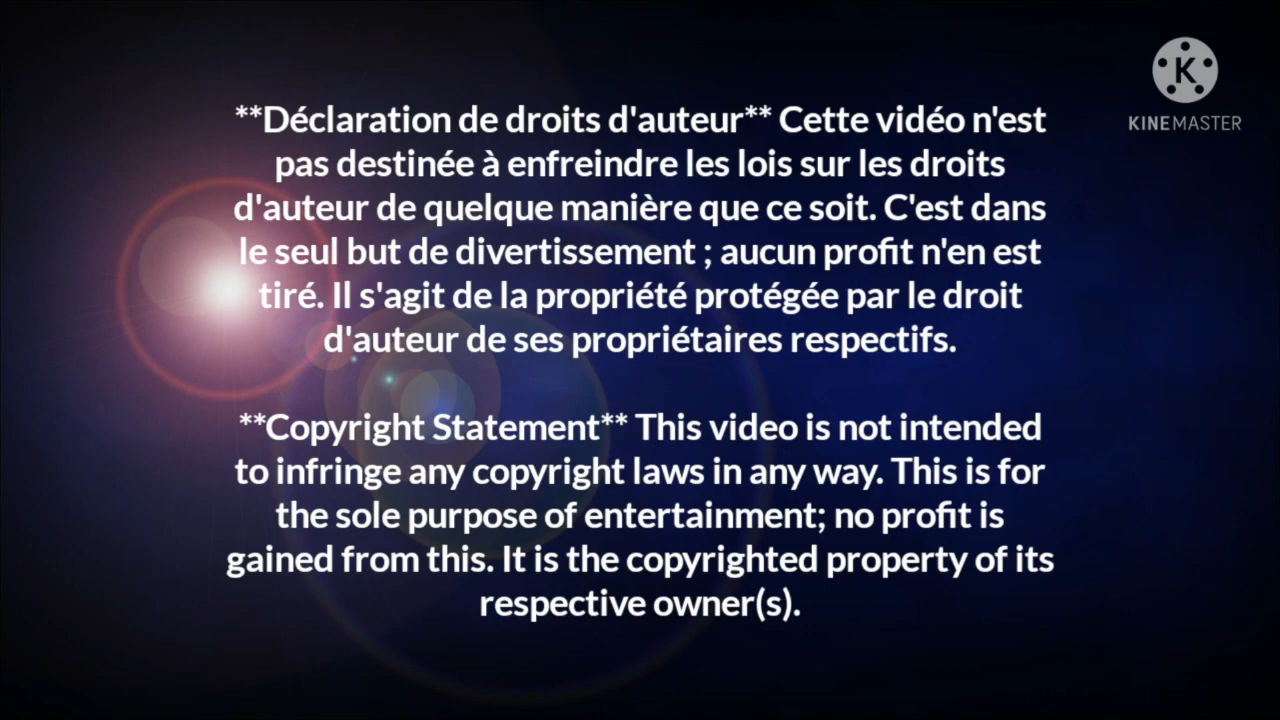 **Déclaration de droits d'auteur** Cette vidéo n'est
pas destinée à enfreindre les lois sur les droits
d'auteur de quelque manière que ce soit. C'est dans
le seul but de divertissement ; aucun profit n'en est
tiré. Il s'agit de la propriété protégée par le droit
d'auteur de ses propriétaires respectifs.
**Copyright Statement** This video is not intended
to infringe any copyright laws in any way. This is for
the sole purpose of entertainment; no profit is
gained from this. It is the copyrighted property of its
respective owner(s).
K
KINEMASTER